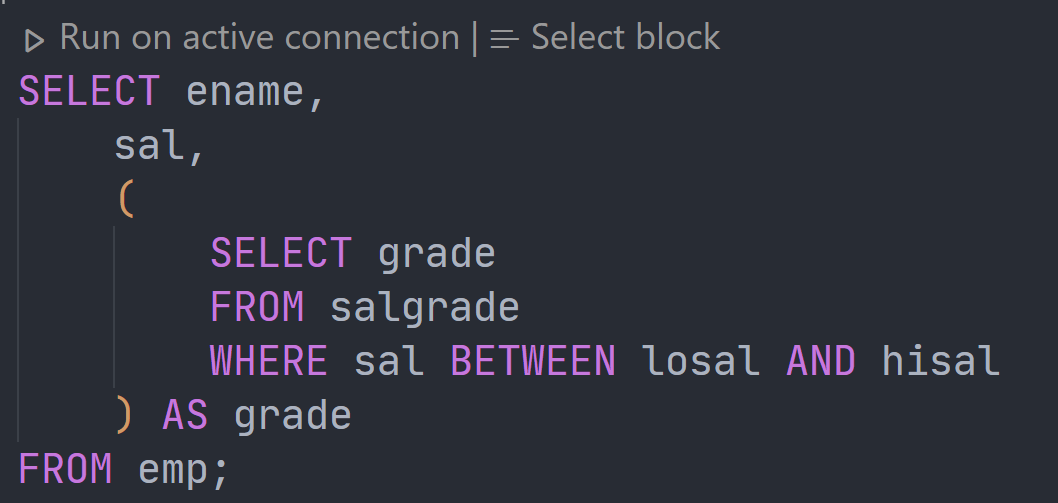 Run on active connection | Select block
SELECT ename,
    sal,
    (
        SELECT grade
        FROM salgrade
        WHERE sal BETWEEN losal AND hisal
    ) AS grade
FROM emp;